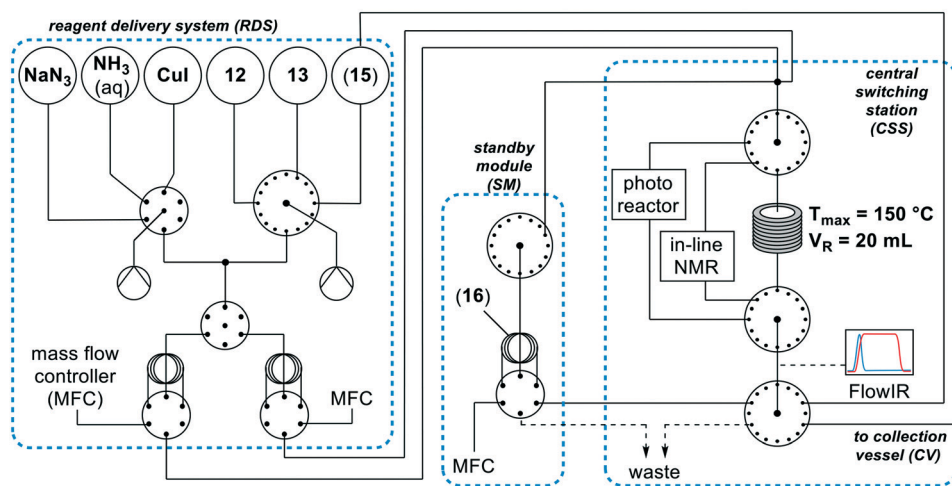 reagent delivery system (RDS)
NaN₃
NH₃
(aq)
CuI
12
13
(15)
central
switching
station
(CSS)
standby
module
(SM)
photo
reactor
in-line
NMR
Tmax = 150 °C
VR = 20 mL
(16)
mass flow
controller
(MFC)
MFC
MFC
FlowIR
waste
to collection
vessel (CV)